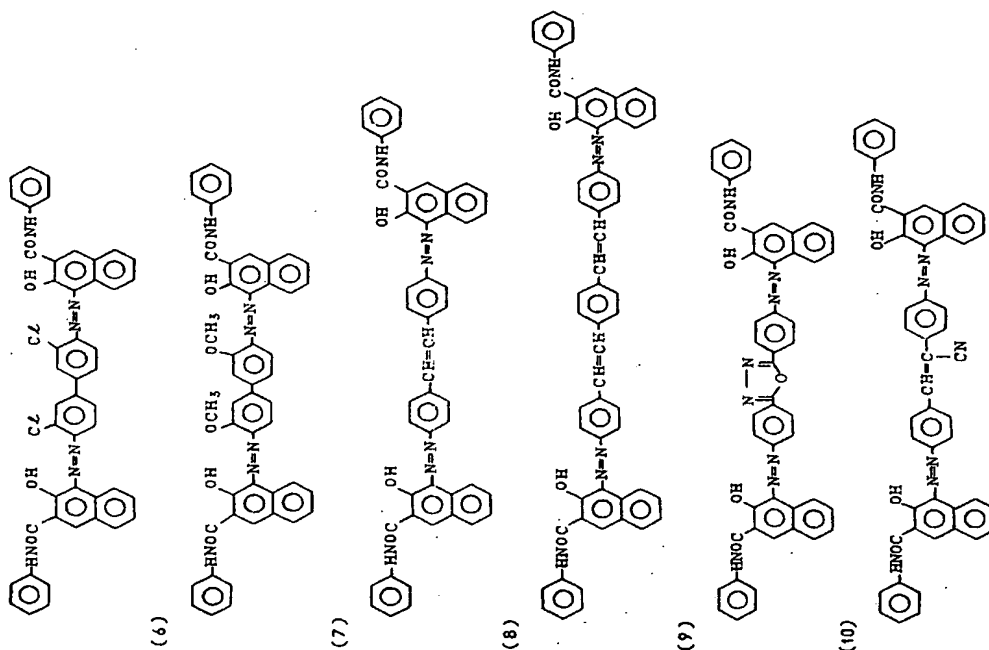 Cℓ Cℓ
OH OH
HNOC N=N N=N CONH
(6)
OCH3 OCH3
OH OH
HNOC N=N N=N CONH
(7)
OH OH
HNOC N=N CH=CH N=N CONH
(8)
OH OH
HNOC N=N CH=CH CH=CH N=N CONH
(9)
N N
O
OH OH
HNOC N=N N=N CONH
(10)
OH OH
HNOC N=N CH=C N=N CONH
CN